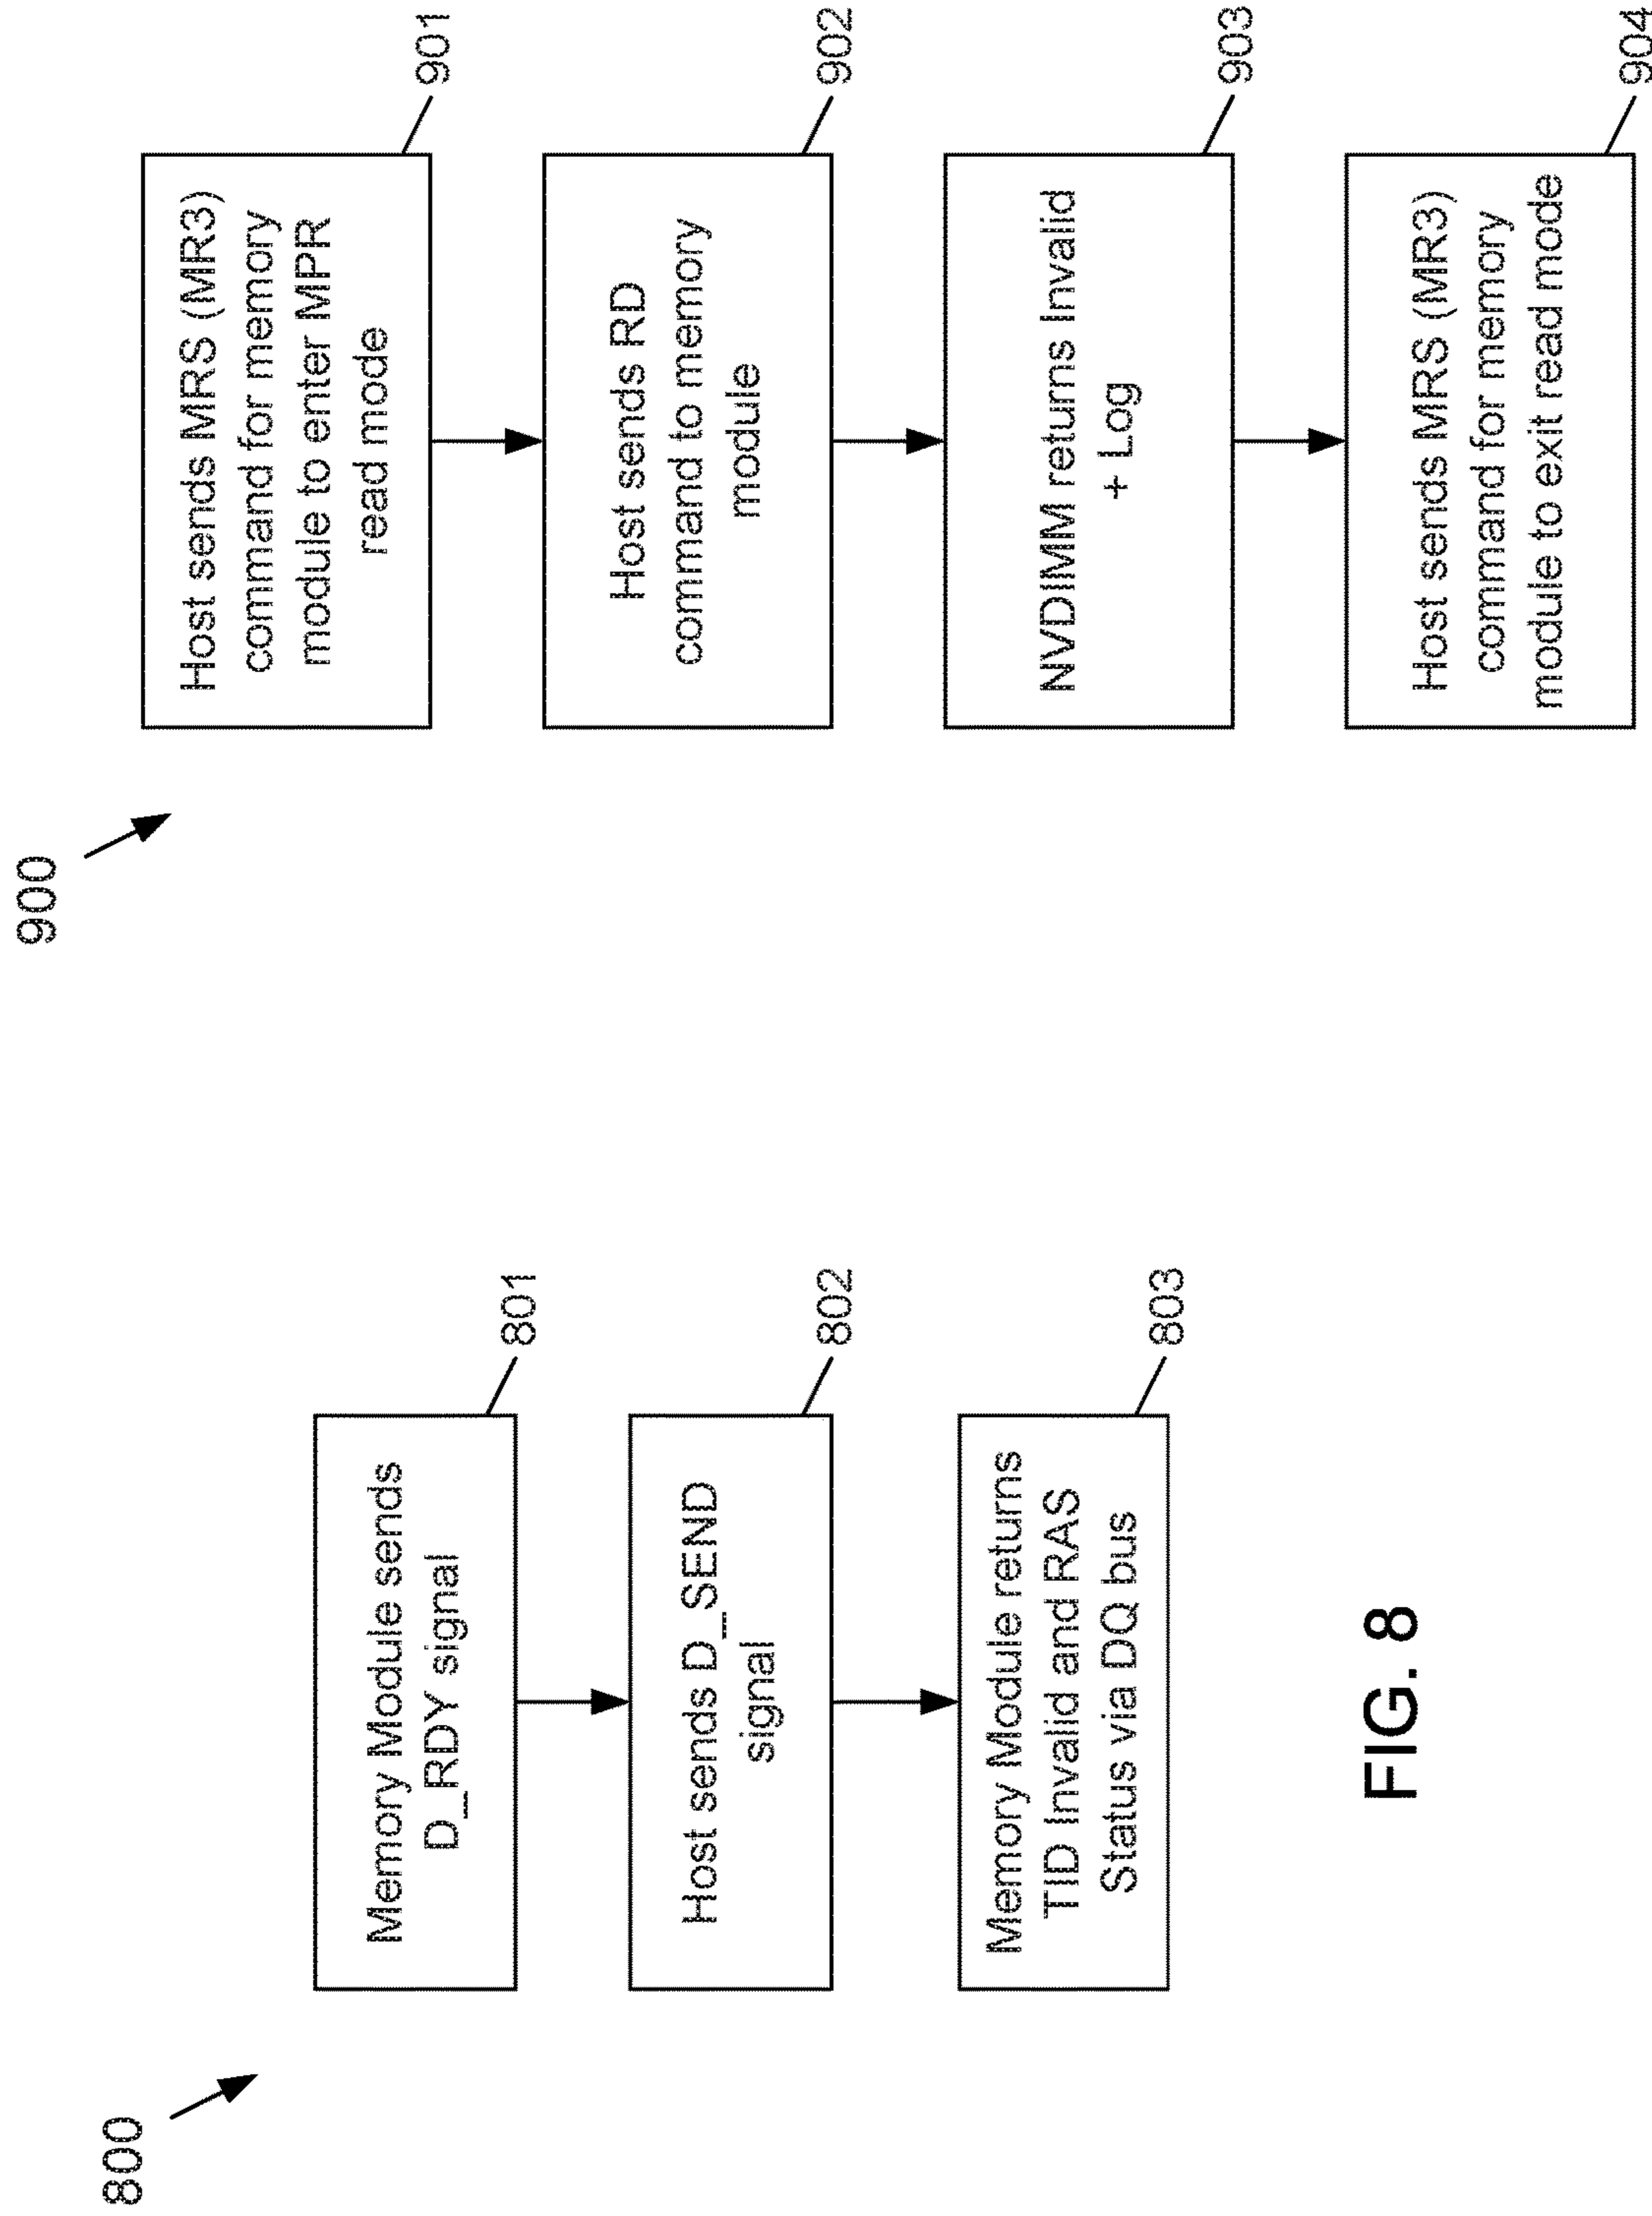 800
Memory Module sends
D_RDY signal
801
Host sends D_SEND
signal
802
Memory Module returns
TID Invalid and RAS
Status via DQ bus
803
FIG. 8
900
Host sends MRS (MR3)
command for memory
module to enter MPR
read mode
901
Host sends RD
command to memory
module
902
NVDIMM returns Invalid
+ Log
903
Host sends MRS (MR3)
command for memory
module to exit read mode
904